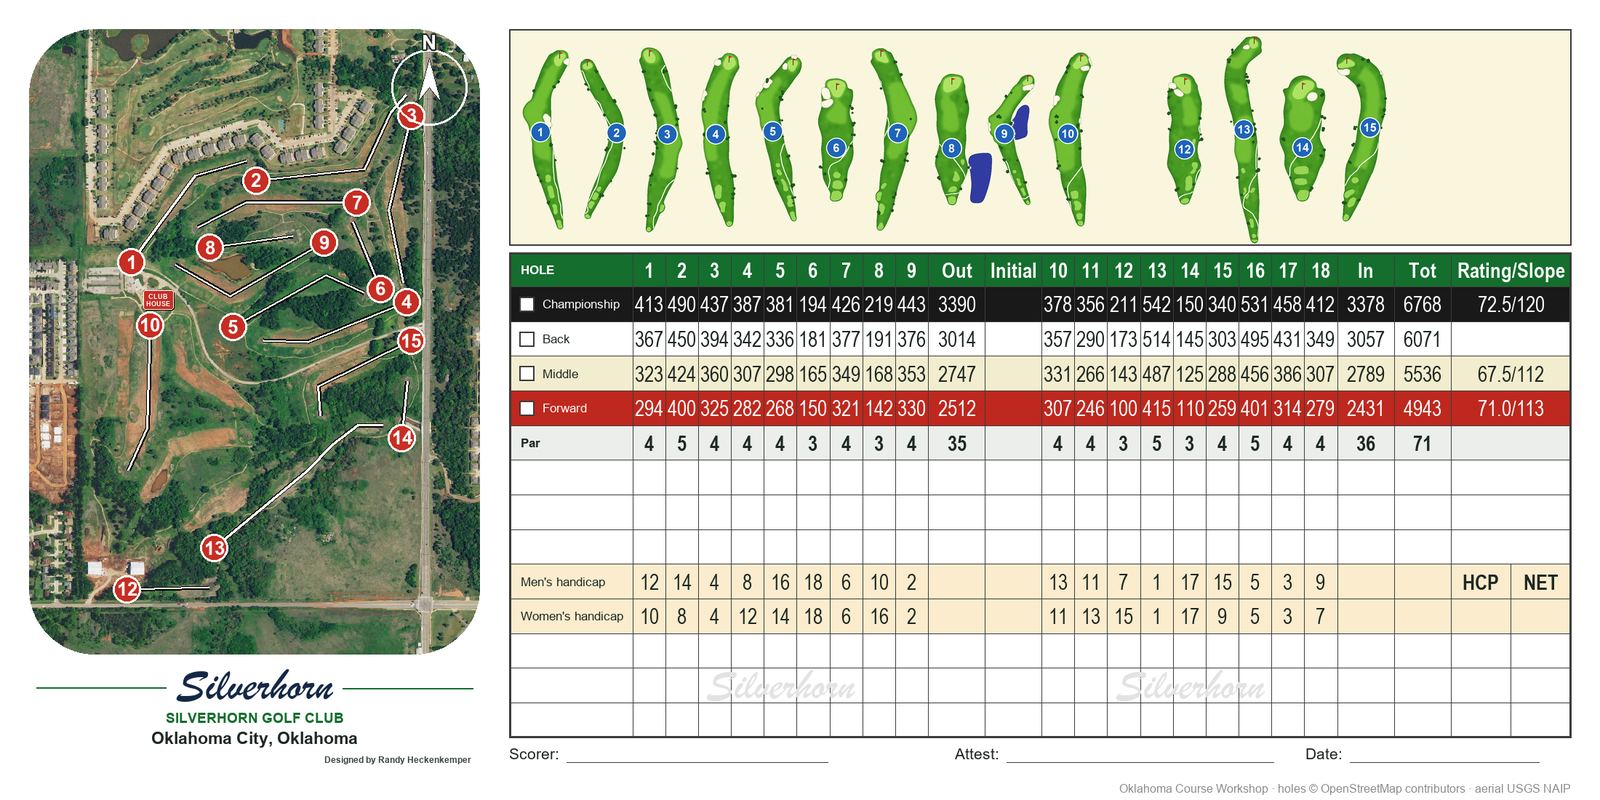 N
3
2
7
9
8
1
6
4
CLUB
HOUSE
10
5
15
14
13
12
Silverhorn
SILVERHORN GOLF CLUB
Oklahoma City, Oklahoma
Designed by Randy Heckenkemper
1 2 3 4 5 6 7 8 9 10 12 13 14 15
HOLE 1 2 3 4 5 6 7 8 9 Out Initial 10 11 12 13 14 15 16 17 18 In Tot Rating/Slope
Championship 413 490 437 387 381 194 426 219 443 3390 378 356 211 542 150 340 531 458 412 3378 6768 72.5/120
Back 367 450 394 342 336 181 377 191 376 3014 357 290 173 514 145 303 495 431 349 3057 6071
Middle 323 424 360 307 298 165 349 168 353 2747 331 266 143 487 125 288 456 386 307 2789 5536 67.5/112
Forward 294 400 325 282 268 150 321 142 330 2512 307 246 100 415 110 259 401 314 279 2431 4943 71.0/113
Par 4 5 4 4 4 3 4 3 4 35 4 4 3 5 3 4 5 4 4 36 71
Men's handicap 12 14 4 8 16 18 6 10 2 13 11 7 1 17 15 5 3 9 HCP NET
Women's handicap 10 8 4 12 14 18 6 16 2 11 13 15 1 17 9 5 3 7
Silverhorn Silverhorn
Scorer: Attest: Date:
Oklahoma Course Workshop · holes © OpenStreetMap contributors · aerial USGS NAIP